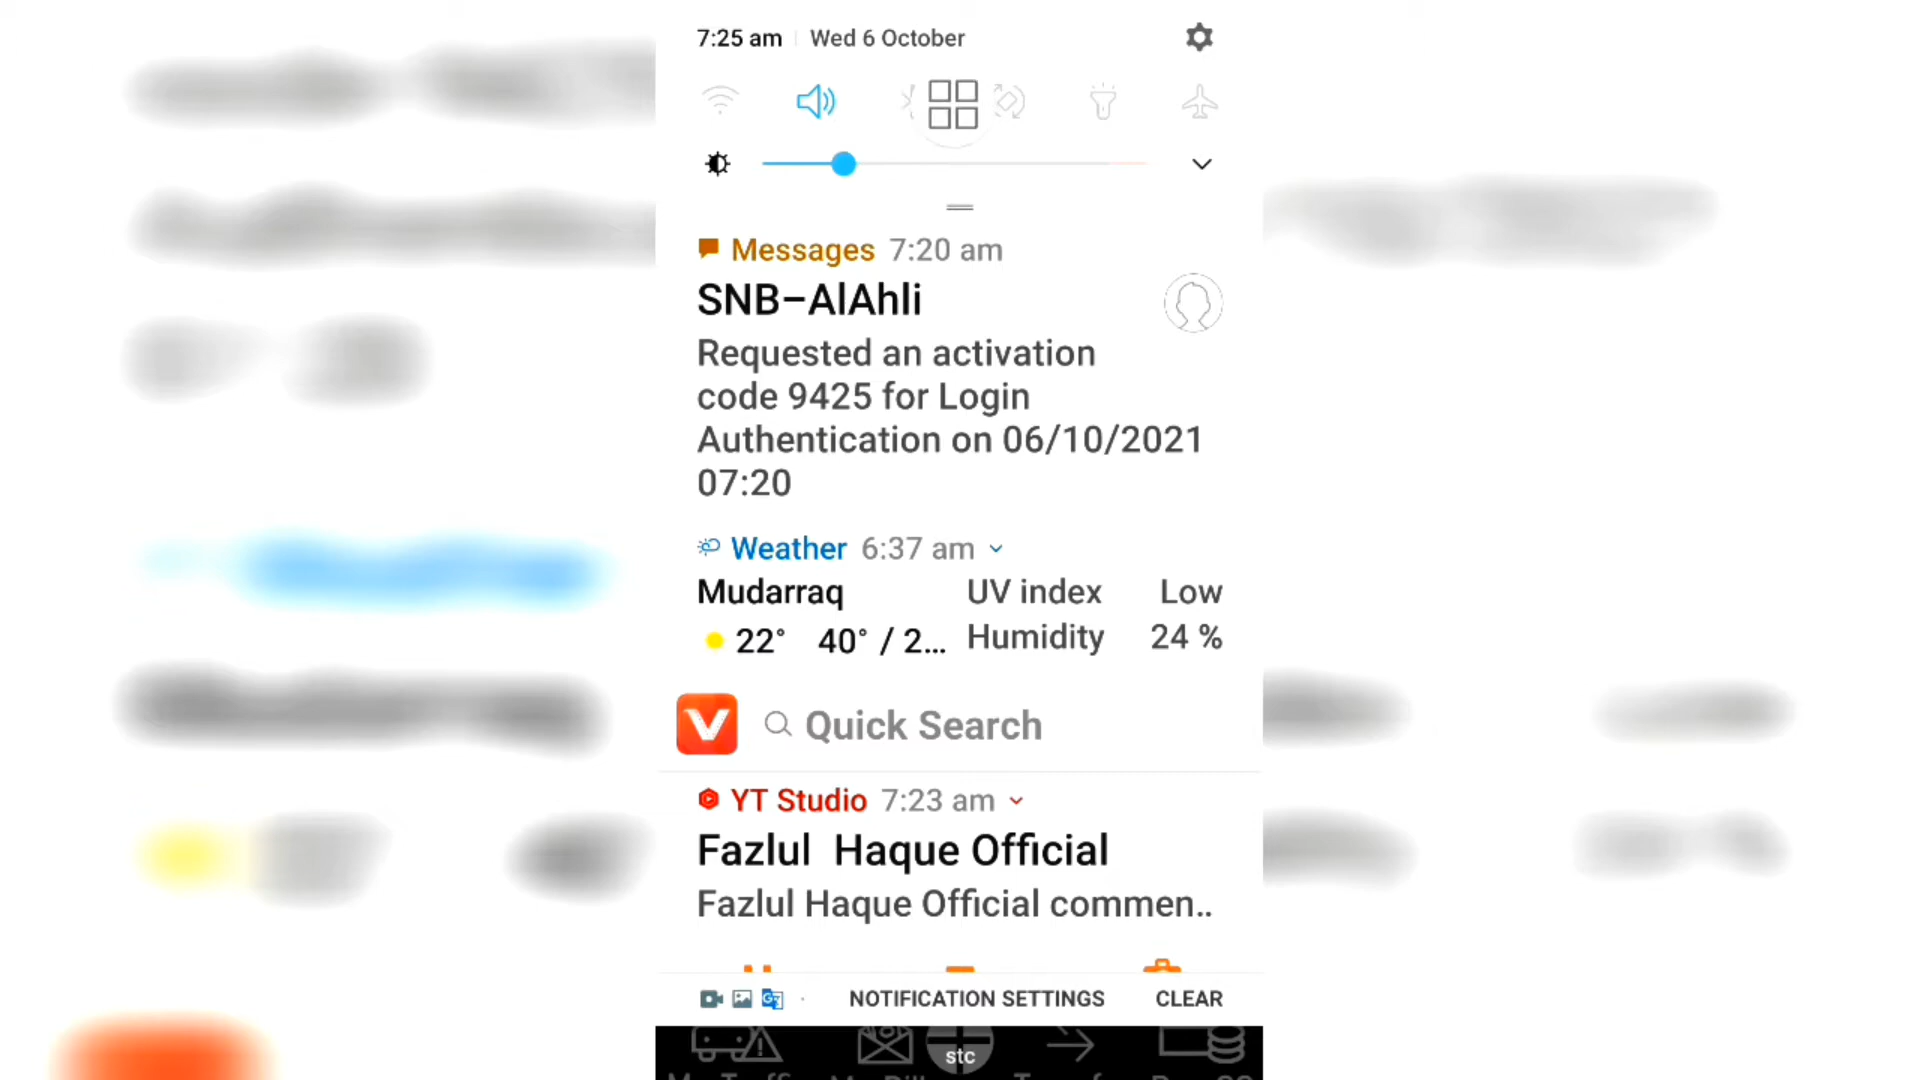 7:25 am Wed 6 October
Messages 7:20 am
SNB-AlAhli
Requested an activation
code 9425 for Login
Authentication on 06/10/2021
07:20
Weather 6:37 am
Mudarraq UV index Low
22° 40° / 2... Humidity 24 %
Quick Search
YT Studio 7:23 am
Fazlul Haque Official
Fazlul Haque Official commen..
NOTIFICATION SETTINGS CLEAR
stc